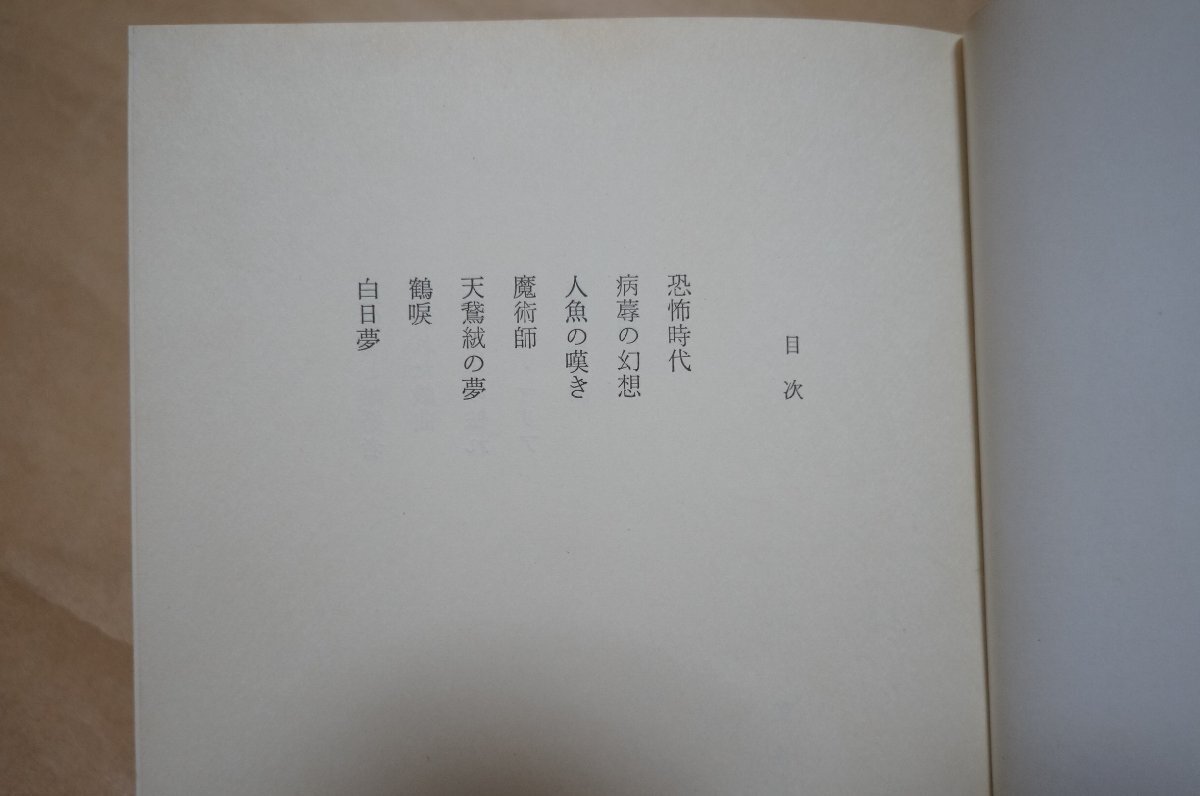 目次
恐怖時代
病蓐の幻想
人魚の嘆き
魔術師
天鵞絨の夢
鶴唳
白日夢